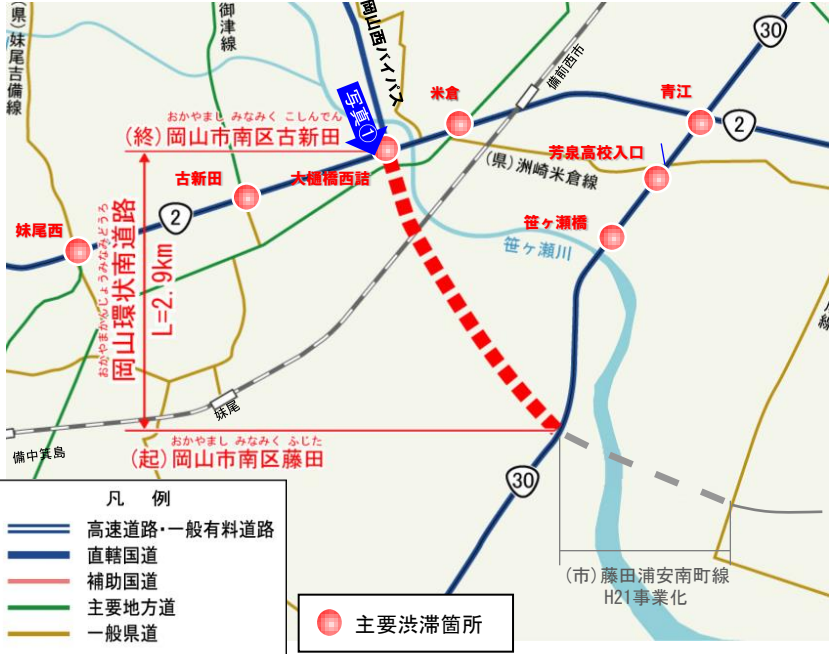 (県)妹尾吉備線
御津線
岡山西バイパス
30
備前西市
米倉
青江
2
写真①
おかやまし みなみく こしんでん
(終)岡山市南区古新田
芳泉高校入口
(県)洲崎米倉線
古新田
大樋橋西詰
2
妹尾西
笹ヶ瀬橋
笹ヶ瀬川
おかやまかんじょうみなみどうろ
岡山環状南道路
L=2.9km
線
妹尾
備中箕島
おかやまし みなみく ふじた
(起)岡山市南区藤田
30
凡 例
高速道路・一般有料道路
直轄国道
補助国道
主要地方道
一般県道
主要渋滞箇所
(市)藤田浦安南町線
H21事業化